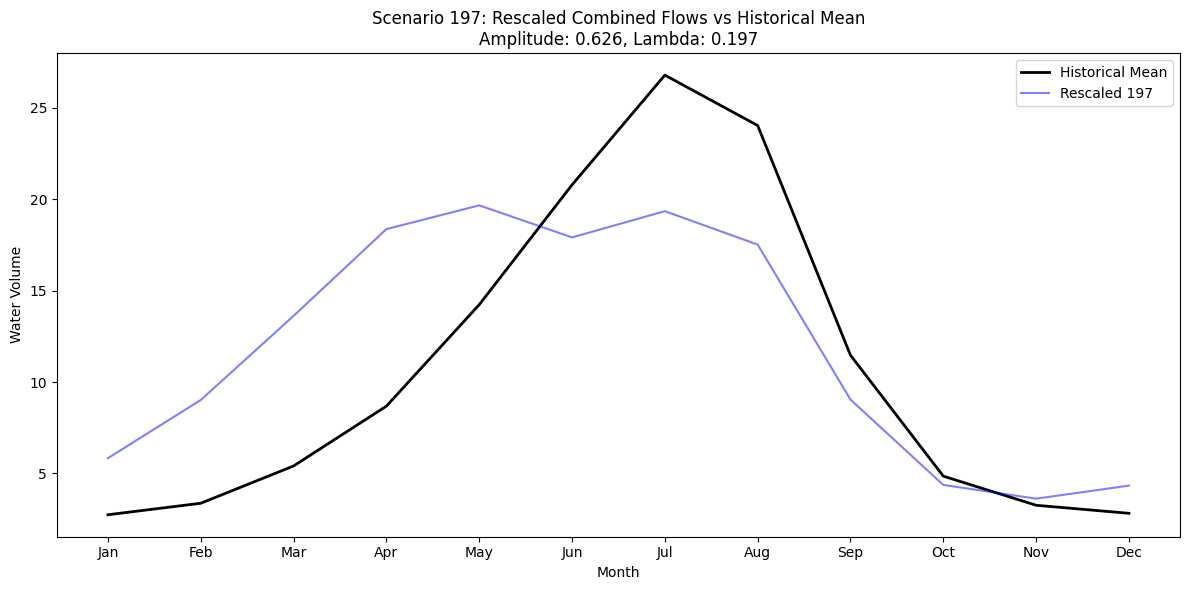 Scenario 197: Rescaled Combined Flows vs Historical Mean
Amplitude: 0.626, Lambda: 0.197
Historical Mean
Rescaled 197
Water Volume
25
20
15
10
5
Jan Feb Mar Apr May Jun Jul Aug Sep Oct Nov Dec
Month